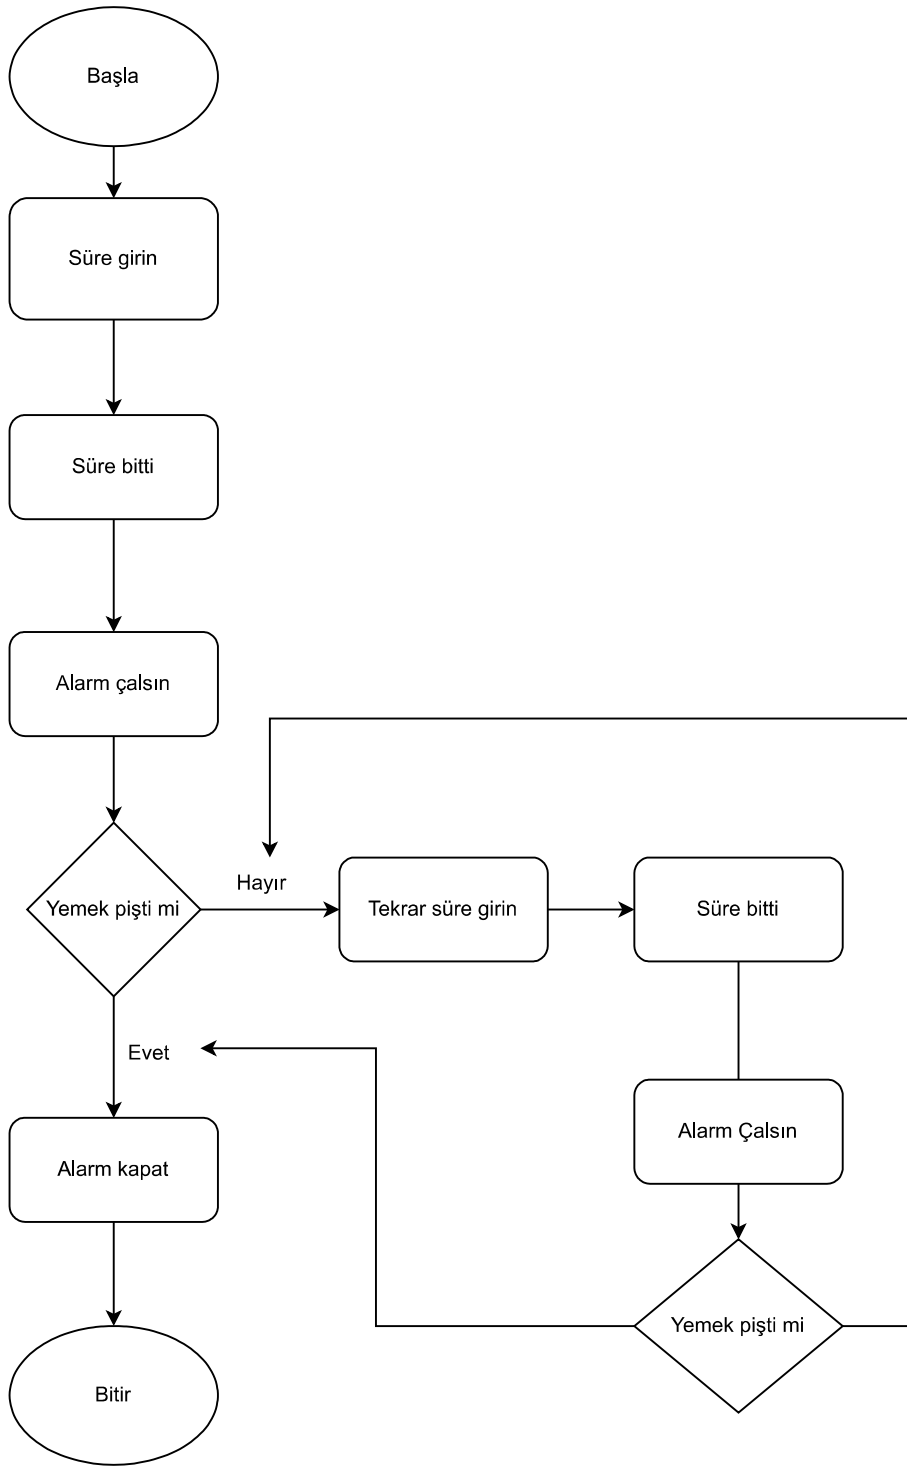 Başla
Süre girin
Süre bitti
Alarm çalsın
Yemek pişti mi
Hayır
Tekrar süre girin
Süre bitti
Evet
Alarm kapat
Alarm Çalsın
Yemek pişti mi
Bitir